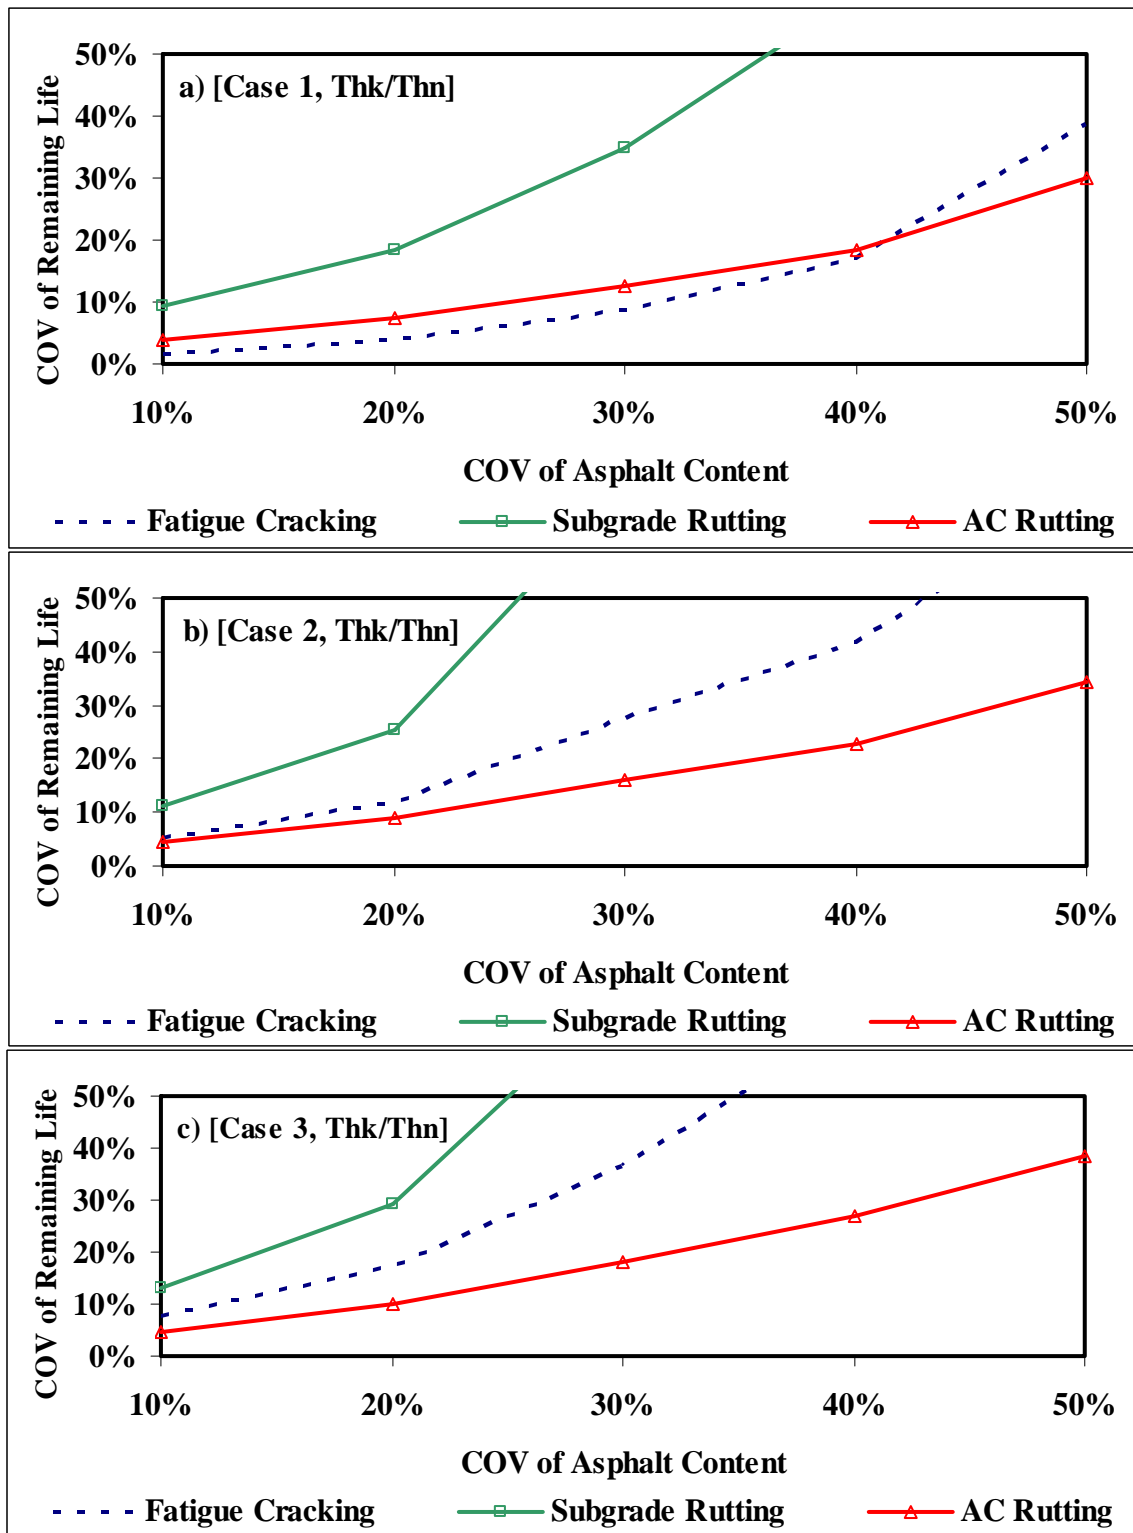 a) [Case 1, Thk/Thn]
COV of Remaining Life
50%
40%
30%
20%
10%
0%
10% 20% 30% 40% 50%
COV of Asphalt Content
Fatigue Cracking Subgrade Rutting AC Rutting
b) [Case 2, Thk/Thn]
COV of Remaining Life
50%
40%
30%
20%
10%
0%
10% 20% 30% 40% 50%
COV of Asphalt Content
Fatigue Cracking Subgrade Rutting AC Rutting
c) [Case 3, Thk/Thn]
COV of Remaining Life
50%
40%
30%
20%
10%
0%
10% 20% 30% 40% 50%
COV of Asphalt Content
Fatigue Cracking Subgrade Rutting AC Rutting